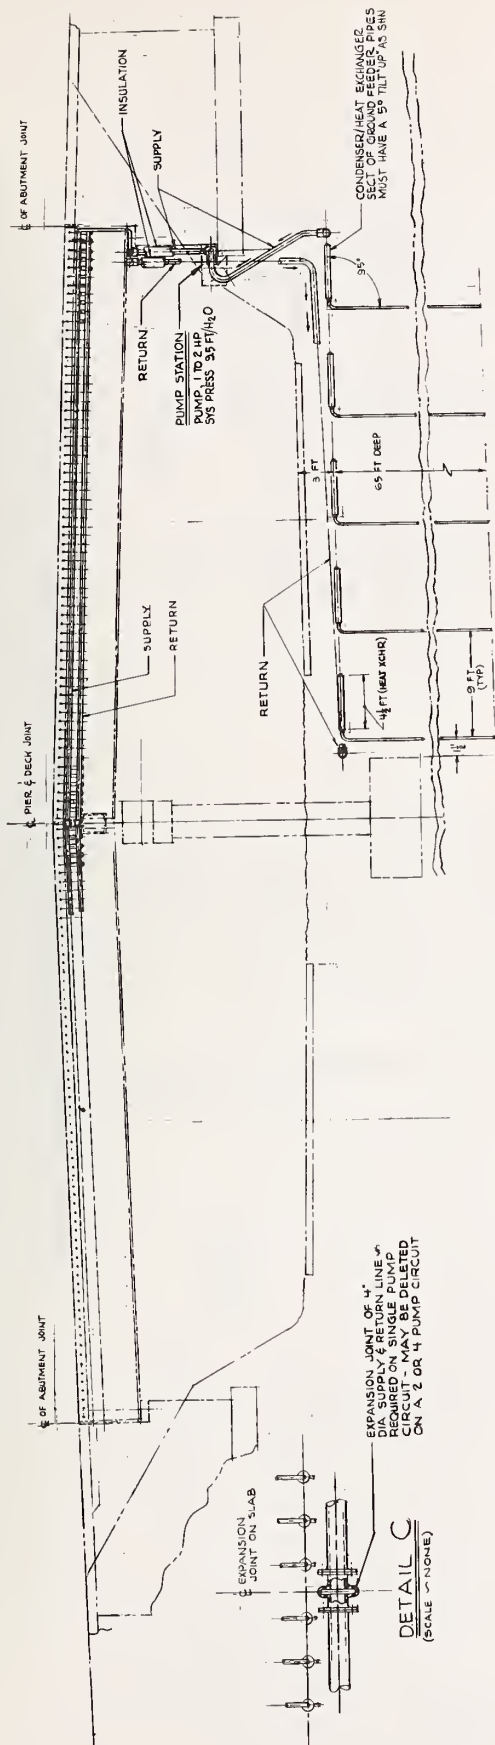 ℄ OF ABUTMENT JOINT
INSULATION
SUPPLY
RETURN
PUMP STATION
PUMP, 1 TO 2 HP
SYS PRESS 95 FT/H2O
CONDENSER/HEAT EXCHANGER
SECT OF GROUND FEEDER PIPES
MUST HAVE A 5° TILT "UP" AS SHN
95°
3 FT
65 FT DEEP
SUPPLY
RETURN
RETURN
4½ FT (HEAT XCHR)
9 FT
(TYP)
℄ PIER & DECK JOINT
℄ OF ABUTMENT JOINT
℄ EXPANSION
JOINT ON SLAB
EXPANSION JOINT OF 4"
DIA SUPPLY & RETURN LINE ~
REQUIRED ON SINGLE PUMP
CIRCUIT - MAY BE DELETED
ON A 2 OR 4 PUMP CIRCUIT
DETAIL C
(SCALE ~ NONE)